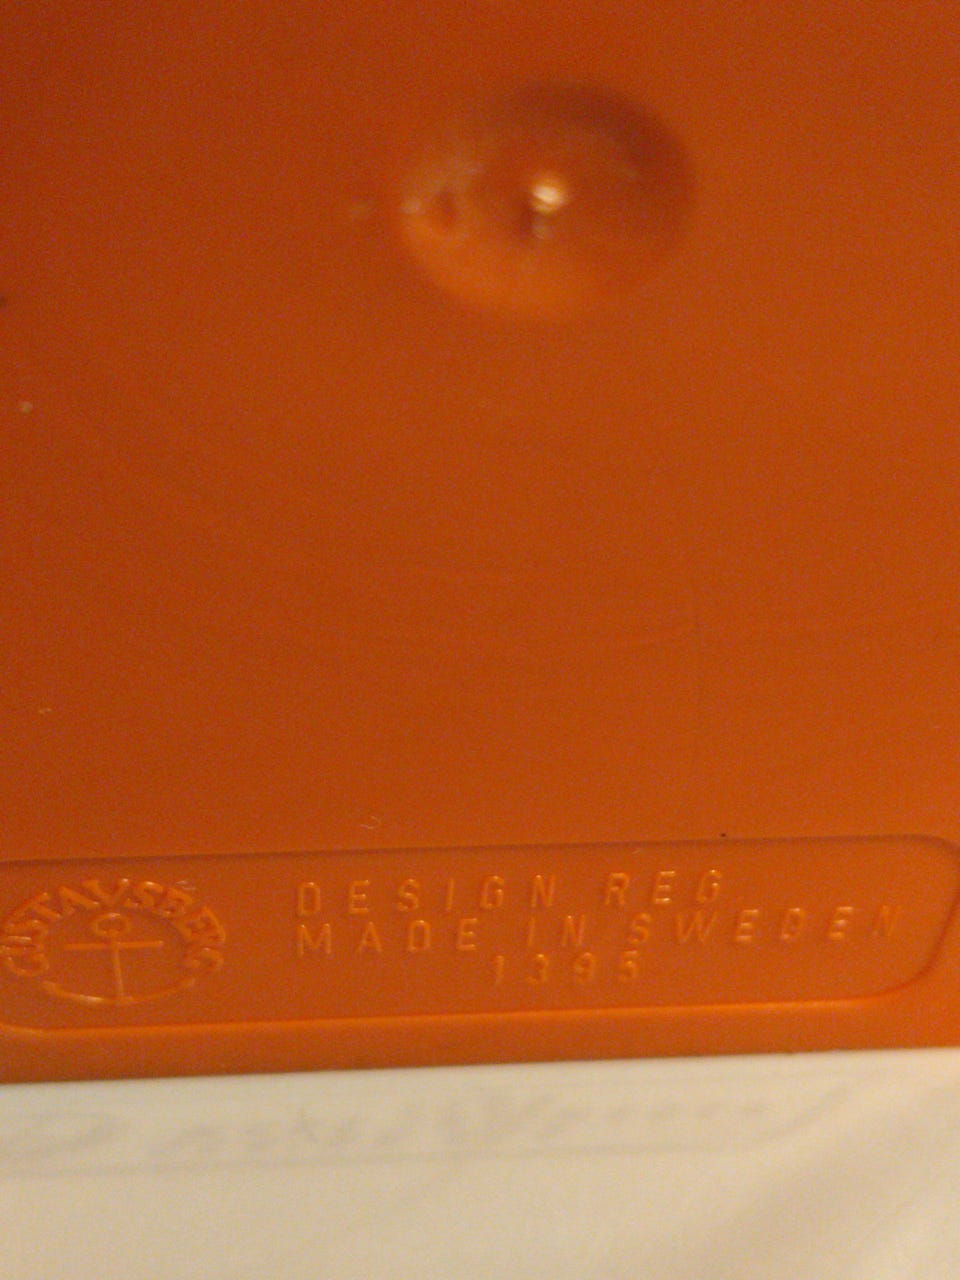 GUSTAVSBERG
DESIGN REG
MADE IN SWEDEN
1395